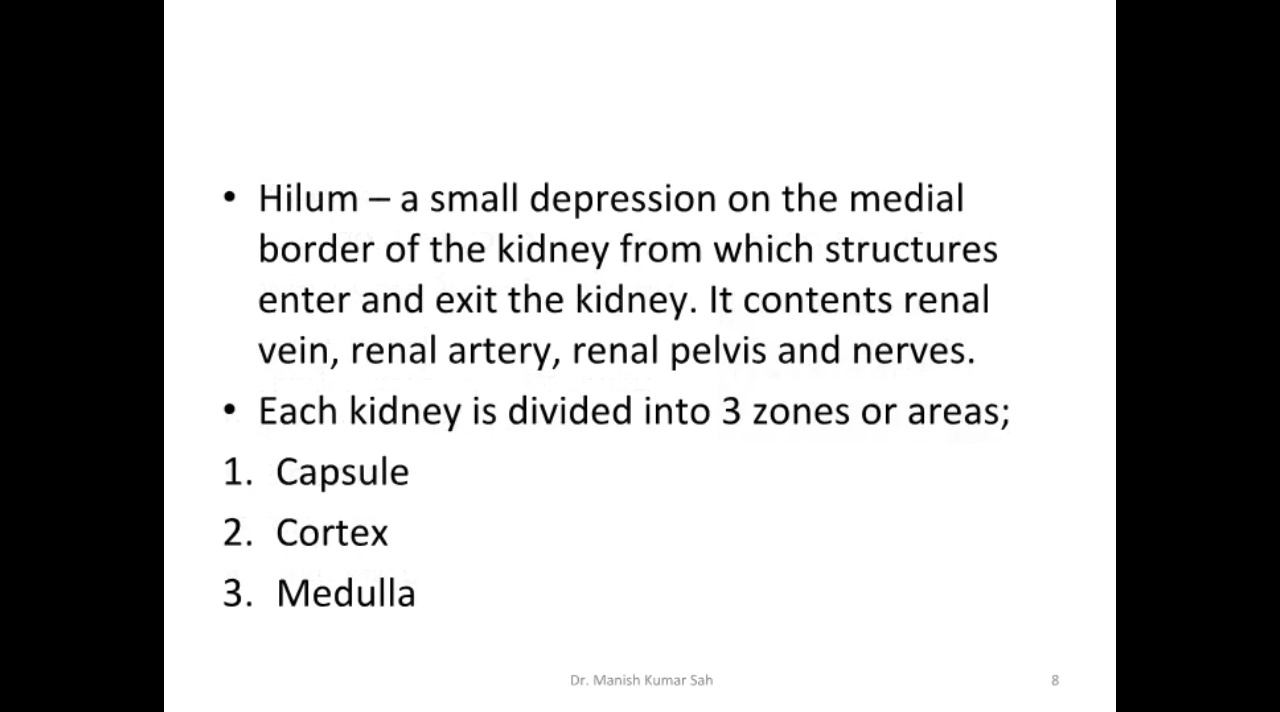 • Hilum – a small depression on the medial
border of the kidney from which structures
enter and exit the kidney. It contents renal
vein, renal artery, renal pelvis and nerves.
• Each kidney is divided into 3 zones or areas;
1. Capsule
2. Cortex
3. Medulla
Dr. Manish Kumar Sah 8